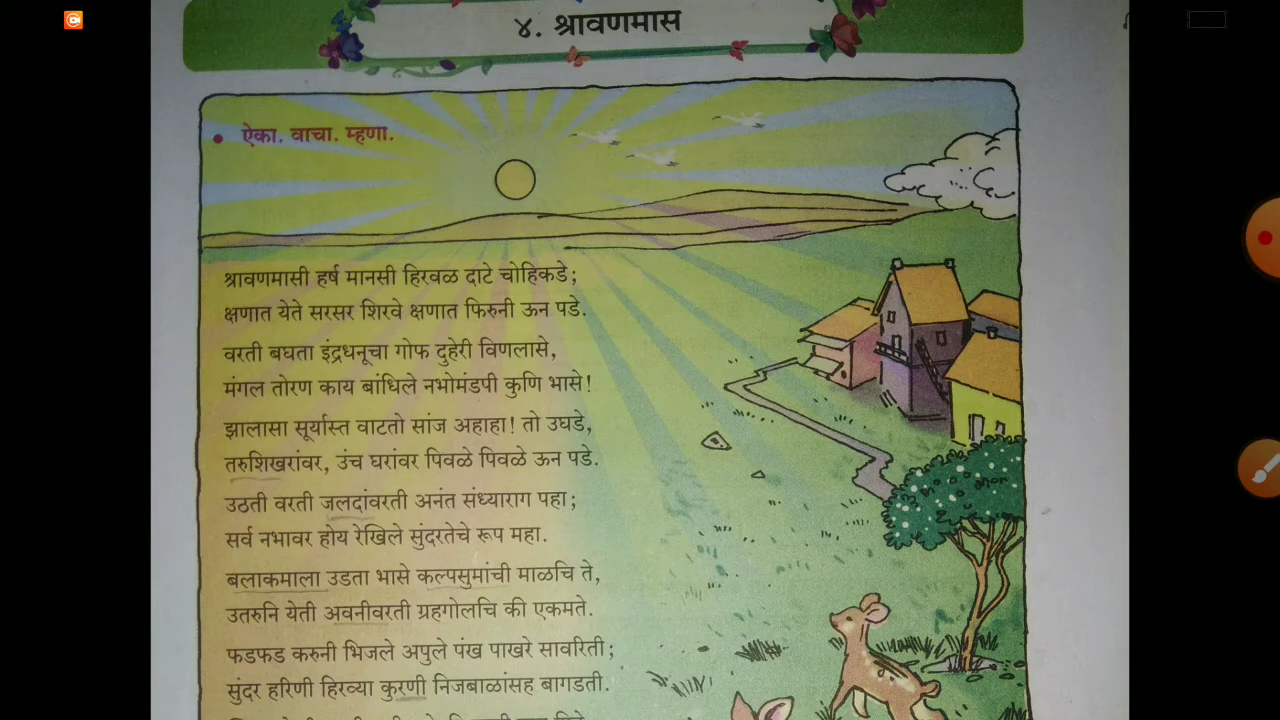 ४. श्रावणमास
• ऐका. वाचा. म्हणा.
श्रावणमासी हर्ष मानसी हिरवळ दाटे चोहिकडे;
क्षणात येते सरसर शिरवे क्षणात फिरुनी ऊन पडे.
वरती बघता इंद्रधनूचा गोफ दुहेरी विणलासे,
मंगल तोरण काय बांधिले नभोमंडपी कुणि भासे!
झालासा सूर्यास्त वाटतो सांज अहाहा! तो उघडे,
तरुशिखरांवर, उंच घरांवर पिवळे पिवळे ऊन पडे.
उठती वरती जलदांवरती अनंत संध्याराग पहा;
सर्व नभावर होय रेखिले सुंदरतेचे रूप महा.
बलाकमाला उडता भासे कल्पसुमांची माळचि ते,
उतरुनि येती अवनीवरती ग्रहगोलचि की एकमते.
फडफड करुनी भिजले अपुले पंख पाखरे सावरिती;
सुंदर हरिणी हिरव्या कुरणी निजबाळांसह बागडती.